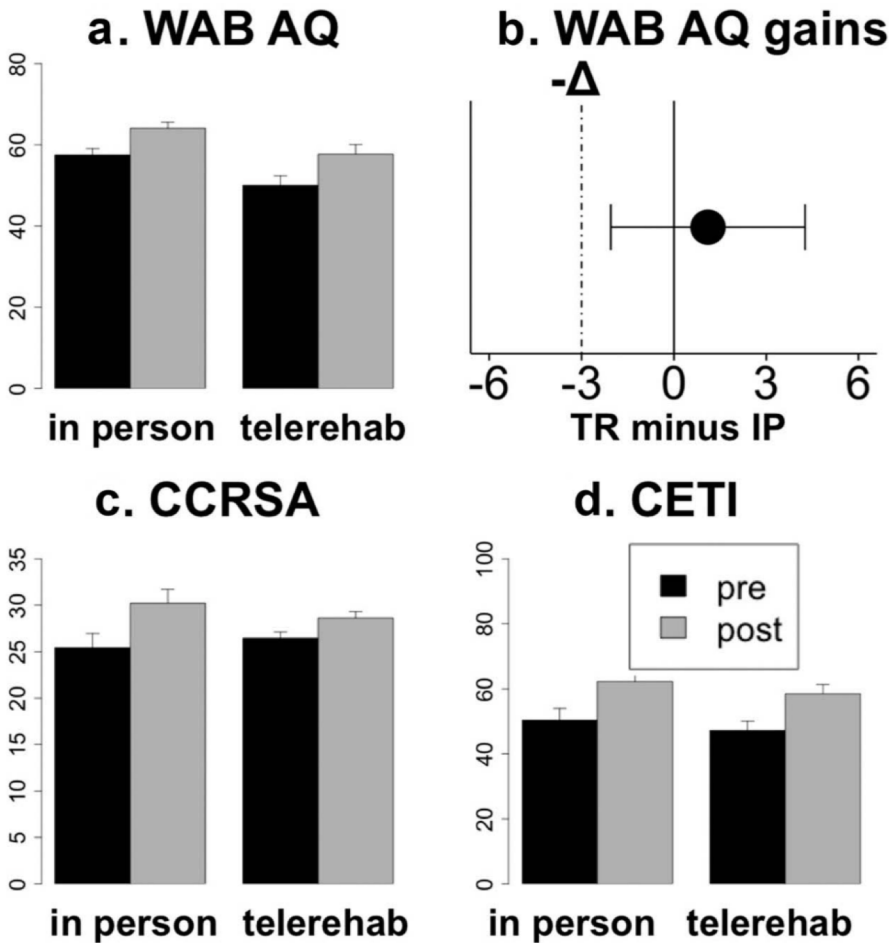 a. WAB AQ
80
60
40
20
0
in person telerehab
b. WAB AQ gains
-Δ
-6 -3 0 3 6
TR minus IP
c. CCRSA
35
30
25
20
15
10
5
0
in person telerehab
d. CETI
100
80
60
40
20
0
pre
post
in person telerehab